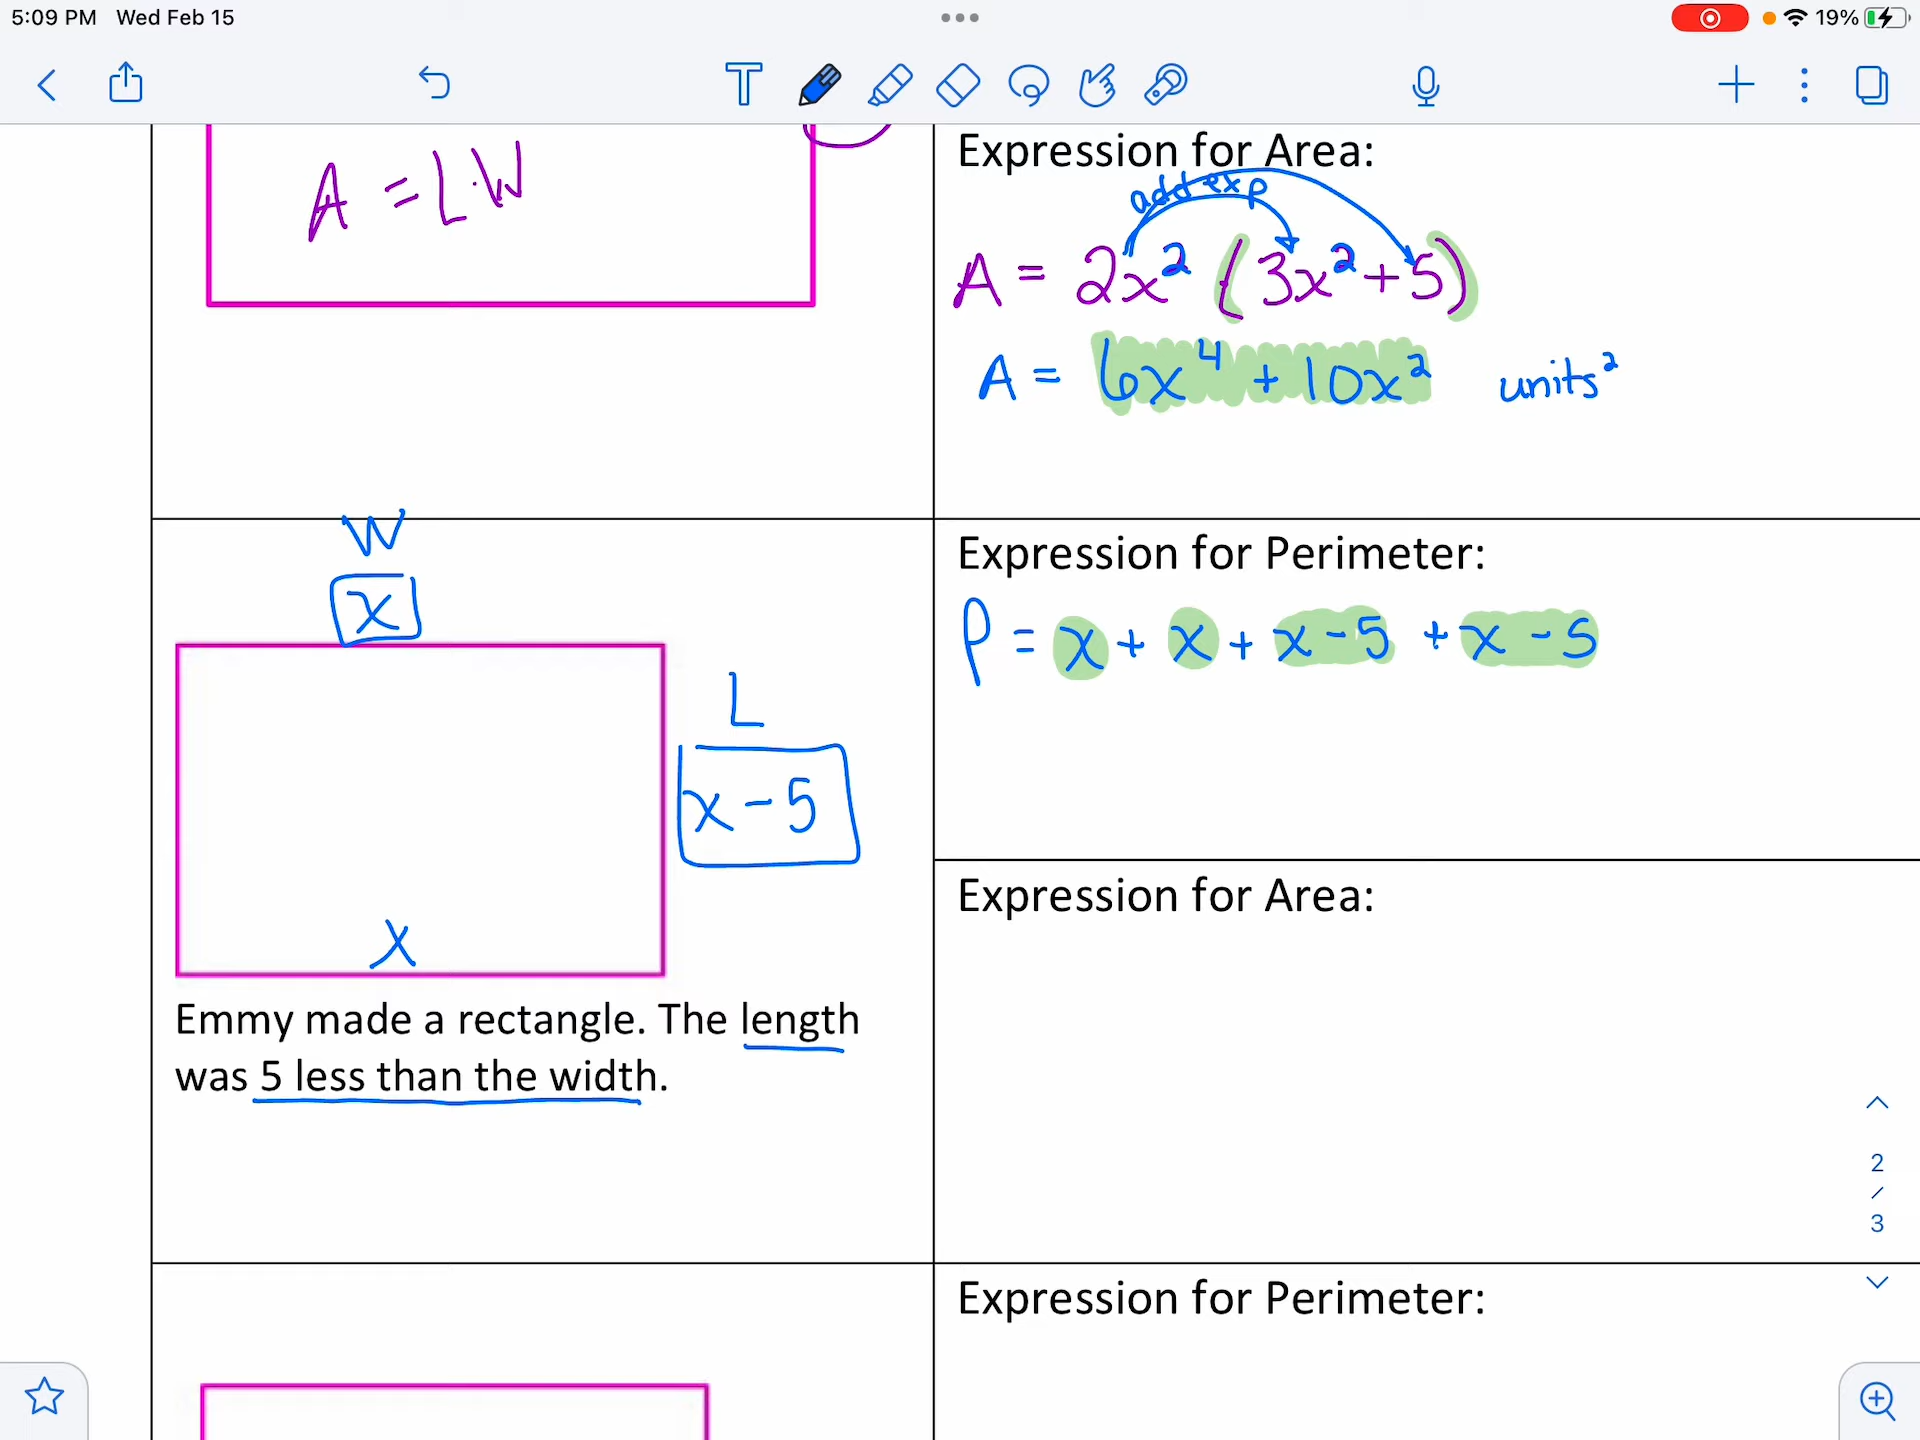 5:09 PM Wed Feb 15
19%
T
A = L·W
Expression for Area:
add exp
A = 2x² (3x²+5)
A = 6x⁴ + 10x² units²
W
x
L
x-5
x
Emmy made a rectangle. The length
was 5 less than the width.
Expression for Perimeter:
P = x + x + x-5 + x-5
Expression for Area:
2
/
3
Expression for Perimeter: